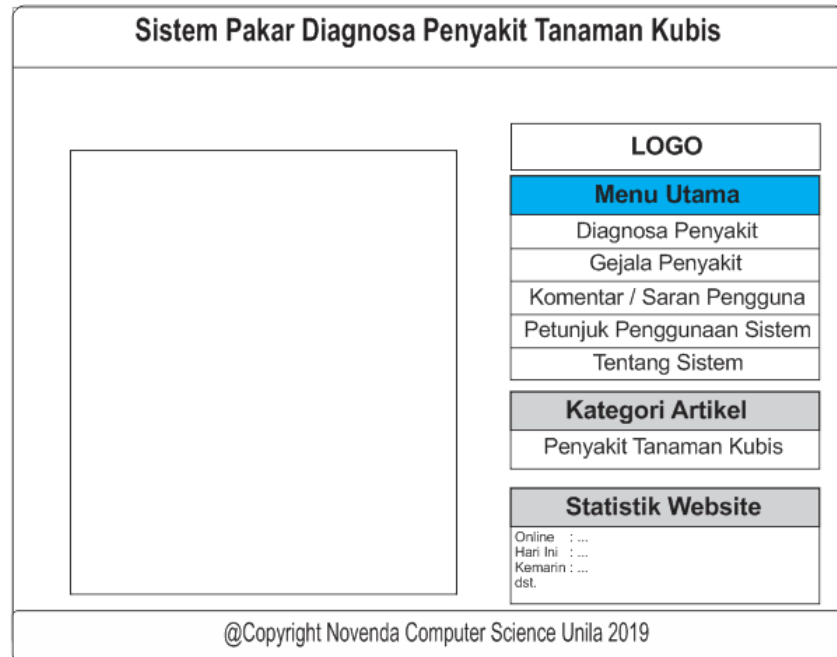 Sistem Pakar Diagnosa Penyakit Tanaman Kubis
LOGO
Menu Utama
Diagnosa Penyakit
Gejala Penyakit
Komentar / Saran Pengguna
Petunjuk Penggunaan Sistem
Tentang Sistem
Kategori Artikel
Penyakit Tanaman Kubis
Statistik Website
Online : ...
Hari Ini : ...
Kemarin : ...
dst.
@Copyright Novenda Computer Science Unila 2019